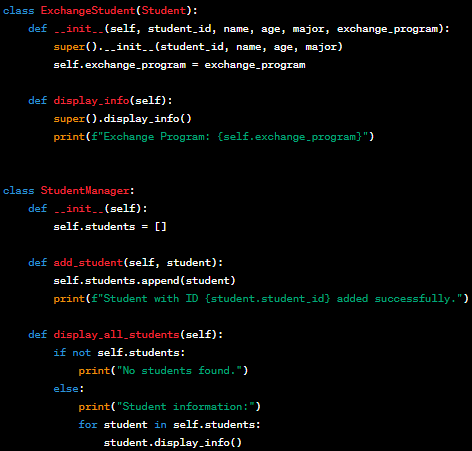 class ExchangeStudent(Student):
    def __init__(self, student_id, name, age, major, exchange_program):
        super().__init__(student_id, name, age, major)
        self.exchange_program = exchange_program

    def display_info(self):
        super().display_info()
        print(f"Exchange Program: {self.exchange_program}")


class StudentManager:
    def __init__(self):
        self.students = []

    def add_student(self, student):
        self.students.append(student)
        print(f"Student with ID {student.student_id} added successfully.")

    def display_all_students(self):
        if not self.students:
            print("No students found.")
        else:
            print("Student information:")
            for student in self.students:
                student.display_info()